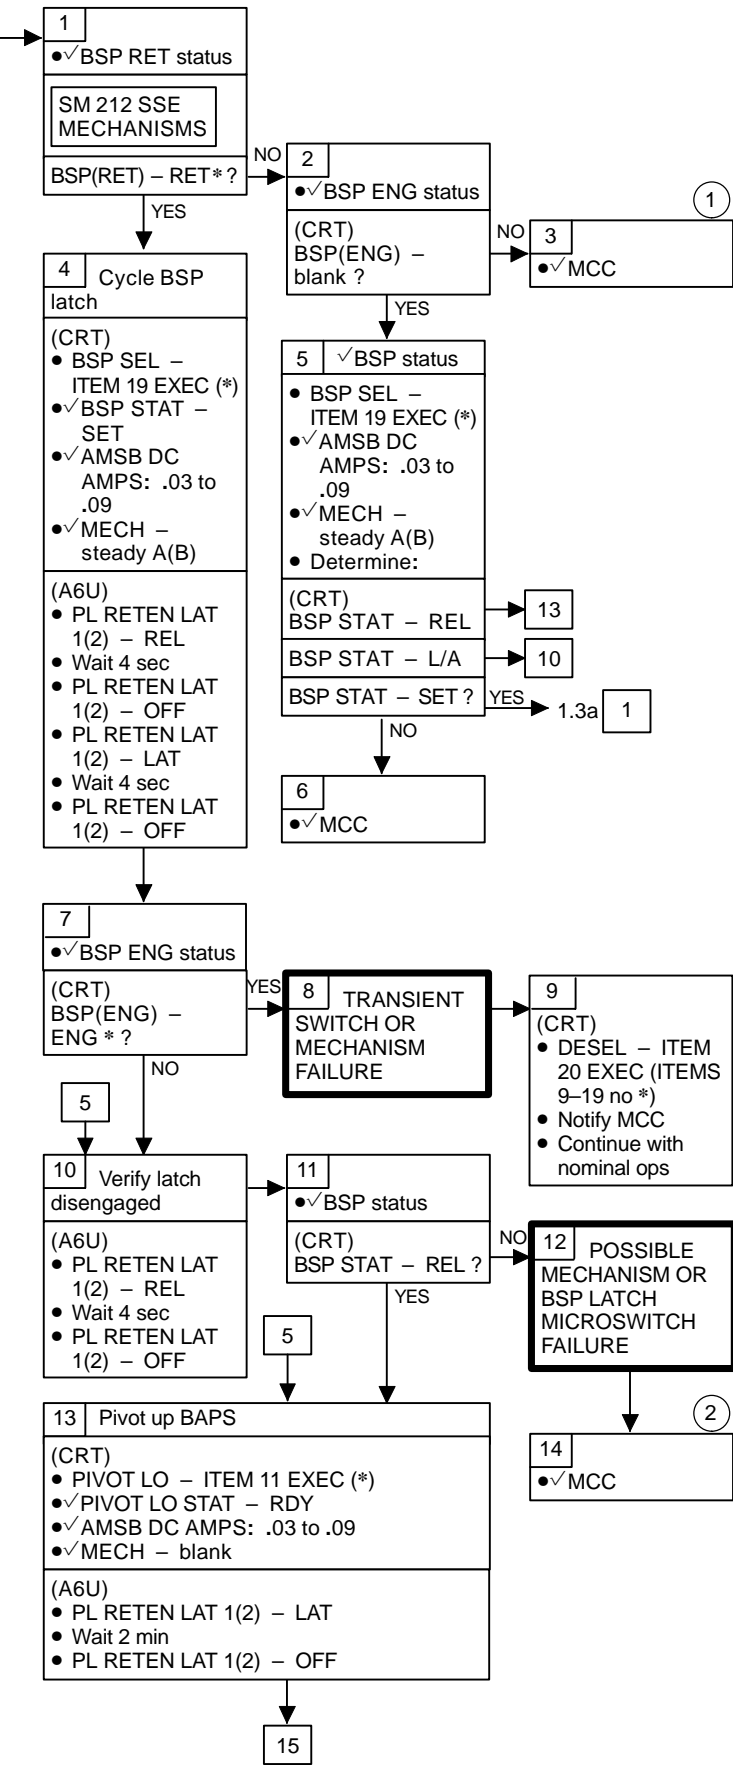 1
●✓BSP RET status
SM 212 SSE
MECHANISMS
BSP(RET) – RET* ?
NO
YES
2
●✓BSP ENG status
(CRT)
BSP(ENG) –
blank ?
NO
YES
1
3
●✓MCC
4 Cycle BSP
latch
(CRT)
● BSP SEL –
ITEM 19 EXEC (*)
●✓BSP STAT –
SET
●✓AMSB DC
AMPS: .03 to
.09
●✓MECH –
steady A(B)
(A6U)
● PL RETEN LAT
1(2) – REL
● Wait 4 sec
● PL RETEN LAT
1(2) – OFF
● PL RETEN LAT
1(2) – LAT
● Wait 4 sec
● PL RETEN LAT
1(2) – OFF
5 ✓BSP status
● BSP SEL –
ITEM 19 EXEC (*)
●✓AMSB DC
AMPS: .03 to
.09
●✓MECH –
steady A(B)
● Determine:
(CRT)
BSP STAT – REL
13
BSP STAT – L/A
10
BSP STAT – SET ?
YES
1.3a 1
NO
6
●✓MCC
7
●✓BSP ENG status
(CRT)
BSP(ENG) –
ENG * ?
YES
NO
8 TRANSIENT
SWITCH OR
MECHANISM
FAILURE
9
(CRT)
● DESEL – ITEM
20 EXEC (ITEMS
9–19 no *)
● Notify MCC
● Continue with
nominal ops
5
10 Verify latch
disengaged
(A6U)
● PL RETEN LAT
1(2) – REL
● Wait 4 sec
● PL RETEN LAT
1(2) – OFF
11
●✓BSP status
(CRT)
BSP STAT – REL ?
NO
YES
12 POSSIBLE
MECHANISM OR
BSP LATCH
MICROSWITCH
FAILURE
5
2
14
●✓MCC
13 Pivot up BAPS
(CRT)
● PIVOT LO – ITEM 11 EXEC (*)
●✓PIVOT LO STAT – RDY
●✓AMSB DC AMPS: .03 to .09
●✓MECH – blank
(A6U)
● PL RETEN LAT 1(2) – LAT
● Wait 2 min
● PL RETEN LAT 1(2) – OFF
15